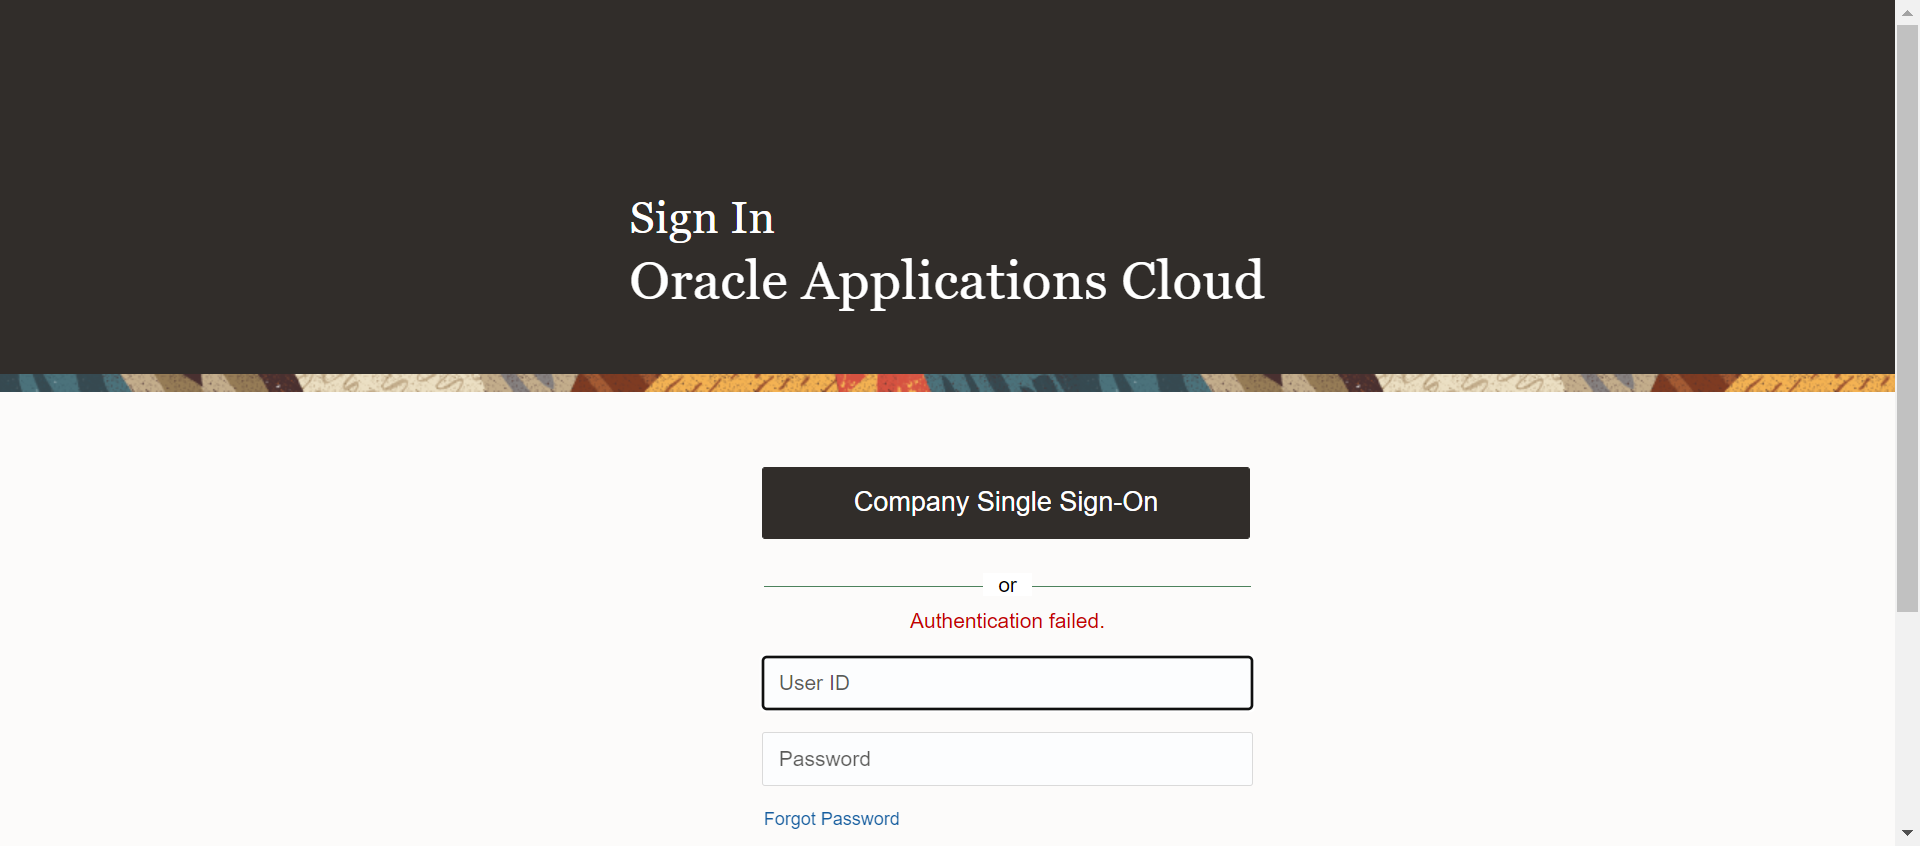 Sign In
Oracle Applications Cloud
Company Single Sign-On
or
Authentication failed.
User ID
Password
Forgot Password